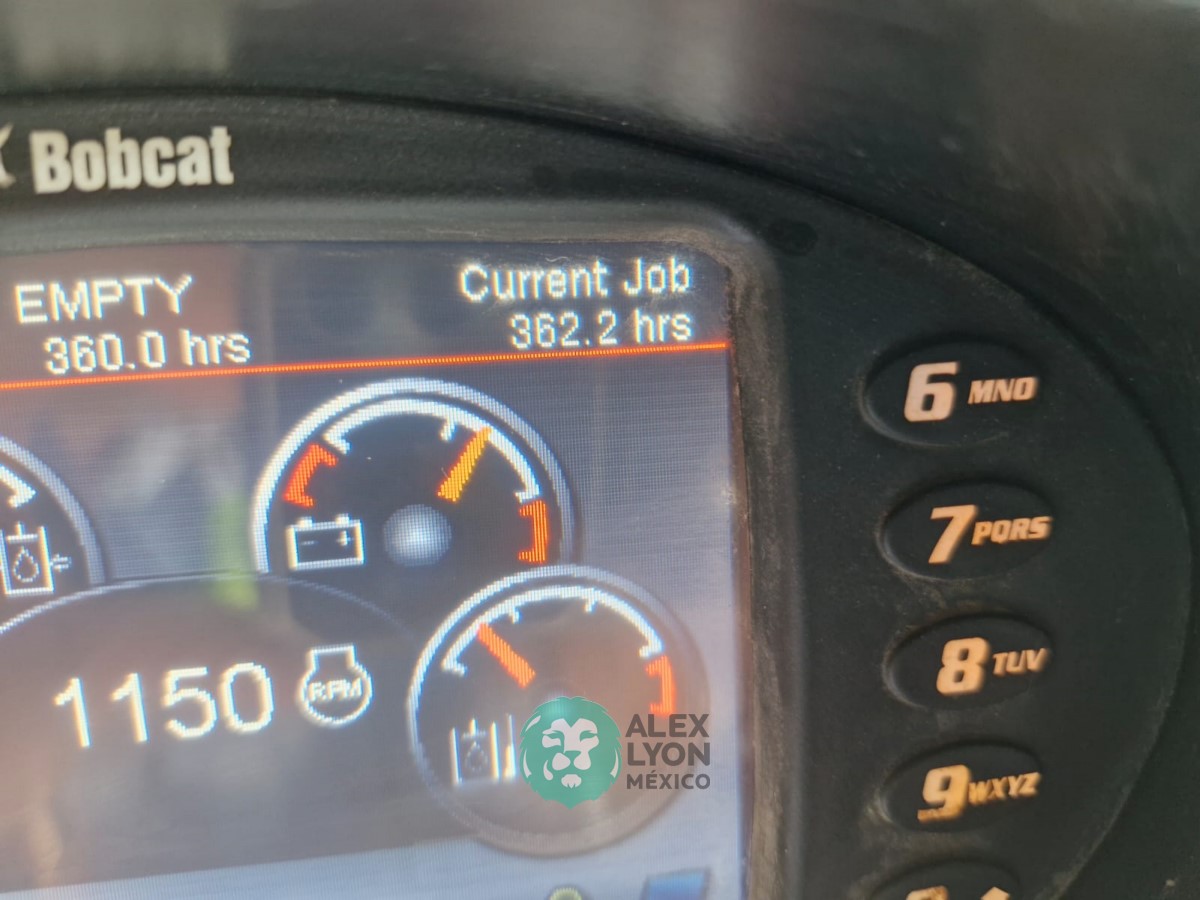 Bobcat
EMPTY
360.0 hrs
Current Job
362.2 hrs
6 MNO
7 PQRS
8 TUV
9 WXYZ
1150
RPM
ALEX
LYON
MÉXICO